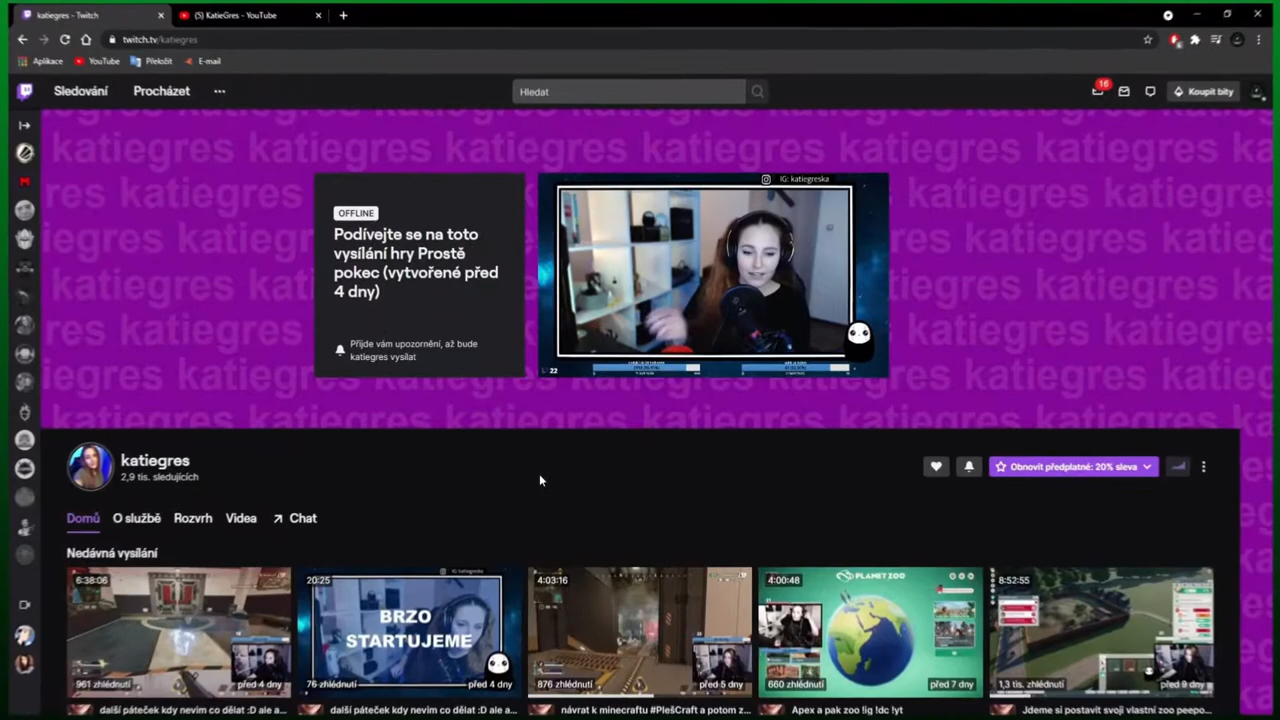 katiegres - Twitch
(5) KatieGres - YouTube
twitch.tv/katiegres
Aplikace
YouTube
Přeložit
E-mail
Sledování
Procházet
Hledat
16
Koupit bity
katiegres katiegres katiegres katiegres katiegres
OFFLINE
Podívejte se na toto
vysílání hry Prostě
pokec (vytvořené před
4 dny)
Přijde vám upozornění, až bude
katiegres vysílat
IG: katiegreska
22
katiegres
2,9 tis. sledujících
Obnovit předplatné: 20% sleva
Domů
O službě
Rozvrh
Videa
Chat
Nedávná vysílání
6:38:06
961 zhlédnutí
před 4 dny
další páteček kdy nevim co dělat :D ale a...
20:25
IG: katiegreska
BRZO
STARTUJEME
76 zhlédnutí
před 4 dny
další páteček kdy nevim co dělat :D ale a...
4:03:16
876 zhlédnutí
před 5 dny
návrat k minecraftu #PlešCraft a potom z...
4:00:48
PLANET ZOO
660 zhlédnutí
před 7 dny
Apex a pak zoo !ig !dc !yt
8:52:55
1,3 tis. zhlédnutí
před 9 dny
Jdeme si postavit svoji vlastní zoo peepo...